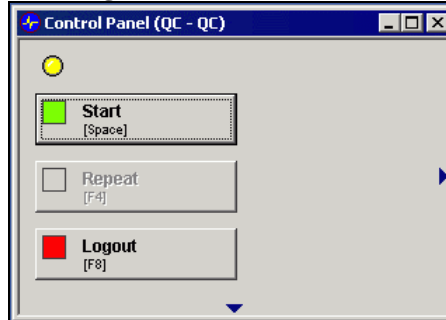 Control Panel (QC - QC)
Start
[Space]
Repeat
[F4]
Logout
[F8]